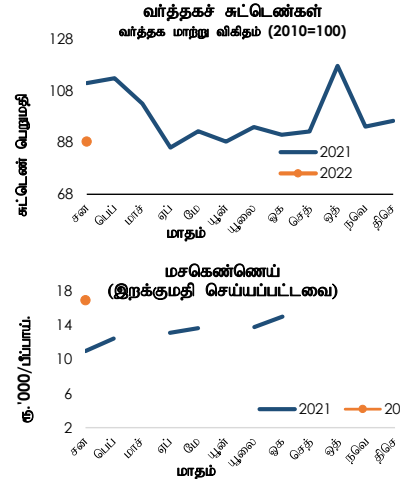 வர்த்தகச் சுட்டெண்கள்
வர்த்தக மாற்று விகிதம் (2010=100)
128
108
88
68
சுட்டெண் பெறுமதி
2021
2022
சன பெப் மாச் ஏப் மே யூன் யூலை ஒக செத் ஒத் நவெ திசெ
மாதம்
மசகெண்ணெய்
(இறக்குமதி செய்யப்பட்டவை)
18
14
10
6
2
ரூ.'000/பீப்பாய்.
2021
20
சன பெப் மாச் ஏப் மே யூன் யூலை ஒக செத் ஒத் நவெ திசெ
மாதம்